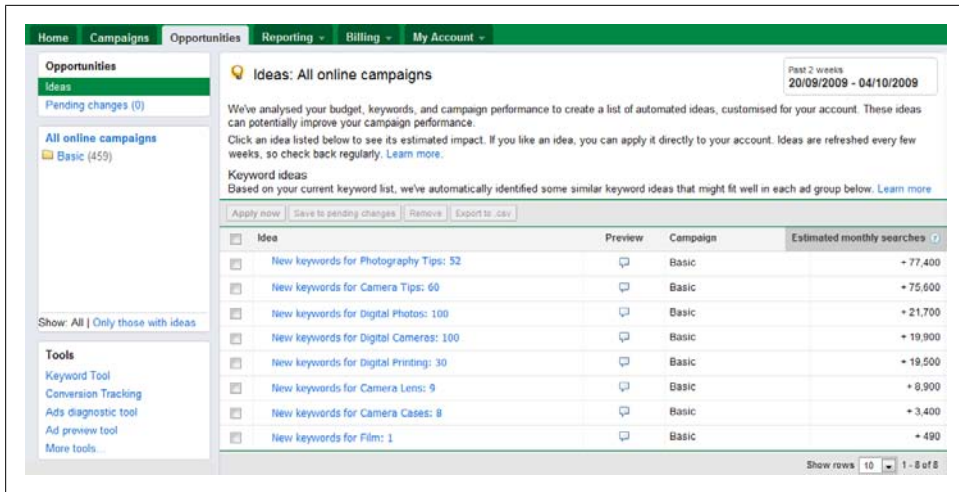 Home Campaigns Opportunities Reporting Billing My Account
Opportunities
Ideas
Pending changes (0)
All online campaigns
Basic (459)
Show: All | Only those with ideas
Tools
Keyword Tool
Conversion Tracking
Ads diagnostic tool
Ad preview tool
More tools...
Ideas: All online campaigns
Past 2 weeks
20/09/2009 - 04/10/2009
We've analysed your budget, keywords, and campaign performance to create a list of automated ideas, customised for your account. These ideas
can potentially improve your campaign performance.
Click an idea listed below to see its estimated impact. If you like an idea, you can apply it directly to your account. Ideas are refreshed every few
weeks, so check back regularly. Learn more.
Keyword ideas
Based on your current keyword list, we've automatically identified some similar keyword ideas that might fit well in each ad group below. Learn more
Apply now Save to pending changes Remove Export to .csv
Idea Preview Campaign Estimated monthly searches ?
New keywords for Photography Tips: 52 Basic + 77,400
New keywords for Camera Tips: 60 Basic + 75,600
New keywords for Digital Photos: 100 Basic + 21,700
New keywords for Digital Cameras: 100 Basic + 19,900
New keywords for Digital Printing: 30 Basic + 19,500
New keywords for Camera Lens: 9 Basic + 8,900
New keywords for Camera Cases: 8 Basic + 3,400
New keywords for Film: 1 Basic + 490
Show rows 10 1 - 8 of 8